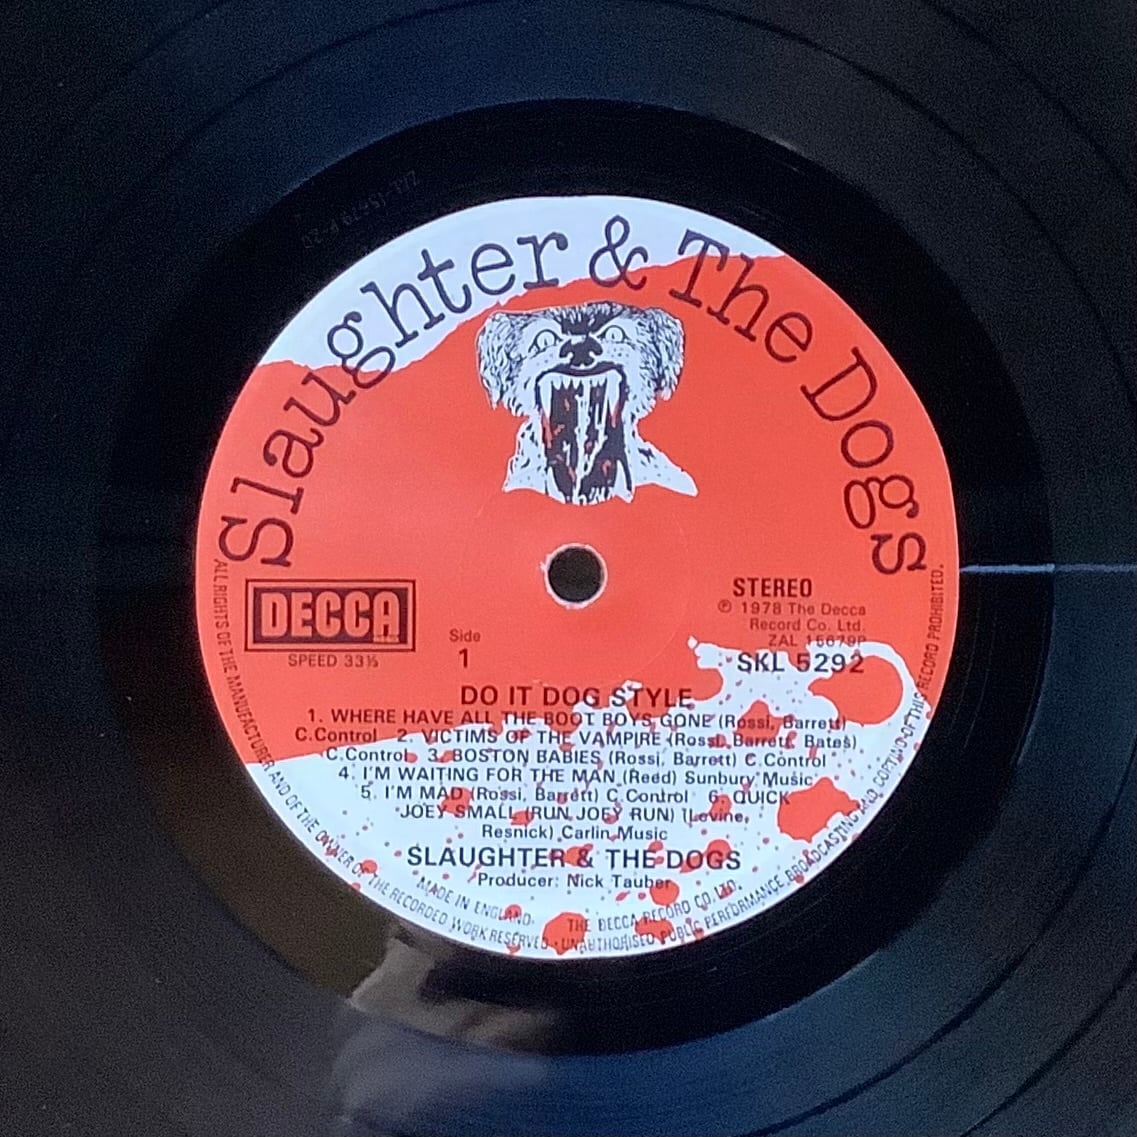 Slaughter & The Dogs
DECCA
SPEED 33⅓
Side
1
STEREO
℗ 1978 The Decca
Record Co. Ltd.
ZAL 15679P
SKL 5292
DO IT DOG STYLE
1. WHERE HAVE ALL THE BOOT BOYS GONE (Rossi, Barrett)
C.Control 2. VICTIMS OF THE VAMPIRE (Rossi, Barrett, Bates)
C.Control 3. BOSTON BABIES (Rossi, Barrett) C.Control
4. I'M WAITING FOR THE MAN (Reed) Sunbury Music
5. I'M MAD (Rossi, Barrett) C.Control 6. QUICK
JOEY SMALL (RUN JOEY RUN) (Levine,
Resnick) Carlin Music
SLAUGHTER & THE DOGS
Producer: Nick Tauber
MADE IN ENGLAND. THE DECCA RECORD CO. LTD.
ALL RIGHTS OF THE MANUFACTURER AND OF THE OWNER OF THE RECORDED WORK RESERVED · UNAUTHORISED PUBLIC PERFORMANCE, BROADCASTING AND COPYING OF THIS RECORD PROHIBITED.